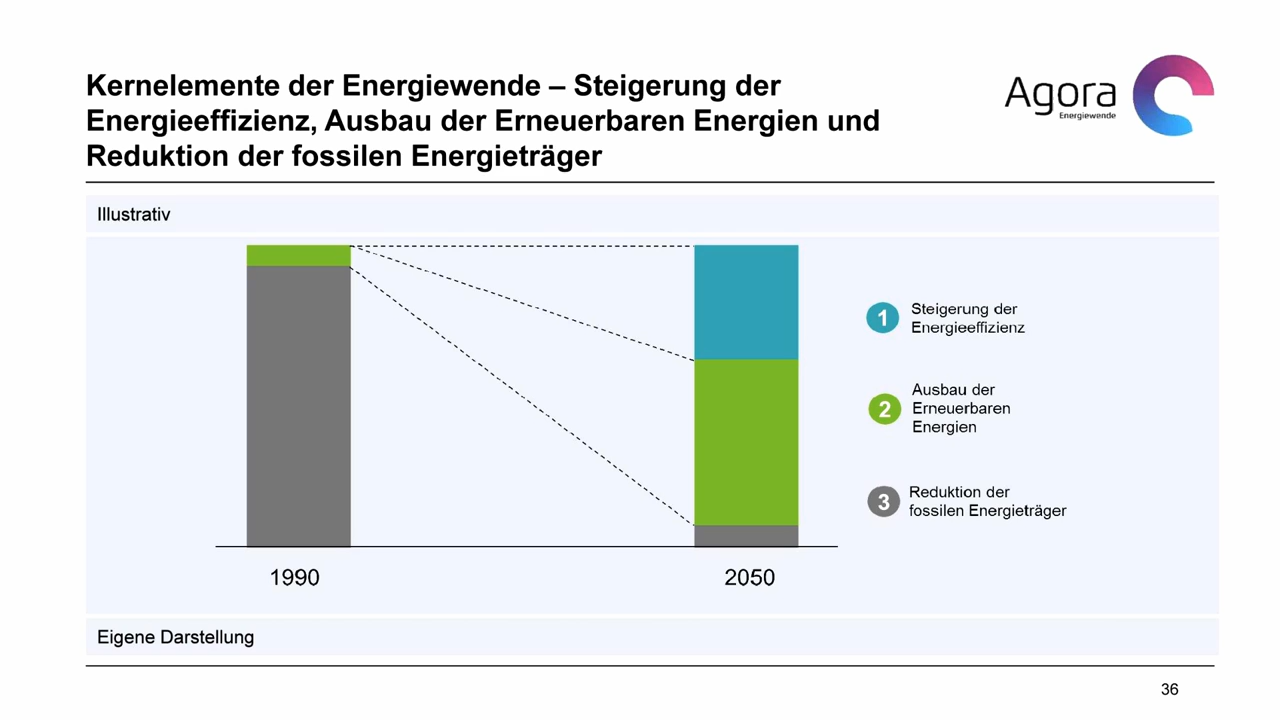 Kernelemente der Energiewende – Steigerung der
Energieeffizienz, Ausbau der Erneuerbaren Energien und
Reduktion der fossilen Energieträger
Agora
Energiewende
Illustrativ
1
Steigerung der
Energieeffizienz
2
Ausbau der
Erneuerbaren
Energien
3
Reduktion der
fossilen Energieträger
1990
2050
Eigene Darstellung
36